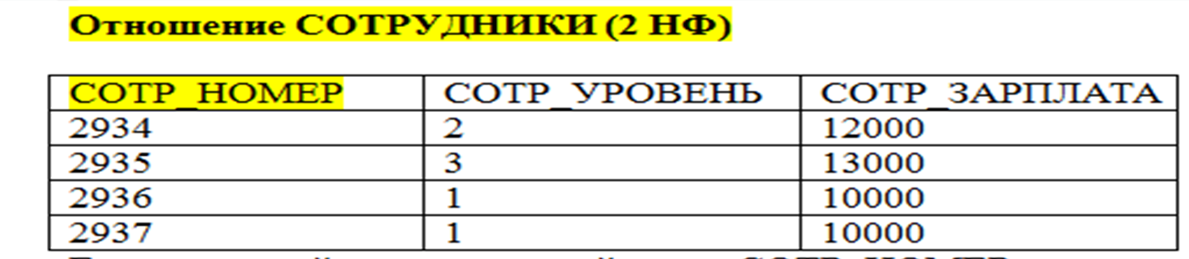 Отношение СОТРУДНИКИ (2 НФ)
СОТР_НОМЕР СОТР_УРОВЕНЬ СОТР_ЗАРПЛАТА
2934 2 12000
2935 3 13000
2936 1 10000
2937 1 10000